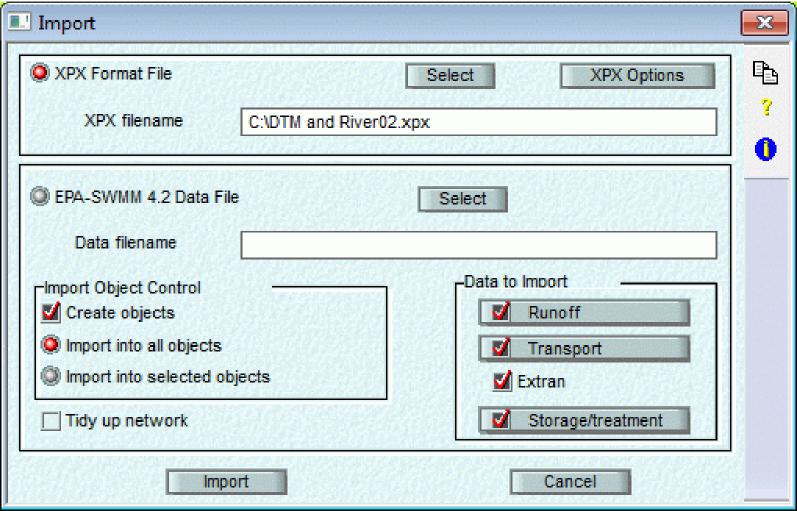 Import
XPX Format File Select XPX Options
XPX filename C:\DTM and River02.xpx
EPA-SWMM 4.2 Data File Select
Data filename
Import Object Control
Create objects
Import into all objects
Import into selected objects
Tidy up network
Data to Import
Runoff
Transport
Extran
Storage/treatment
Import Cancel